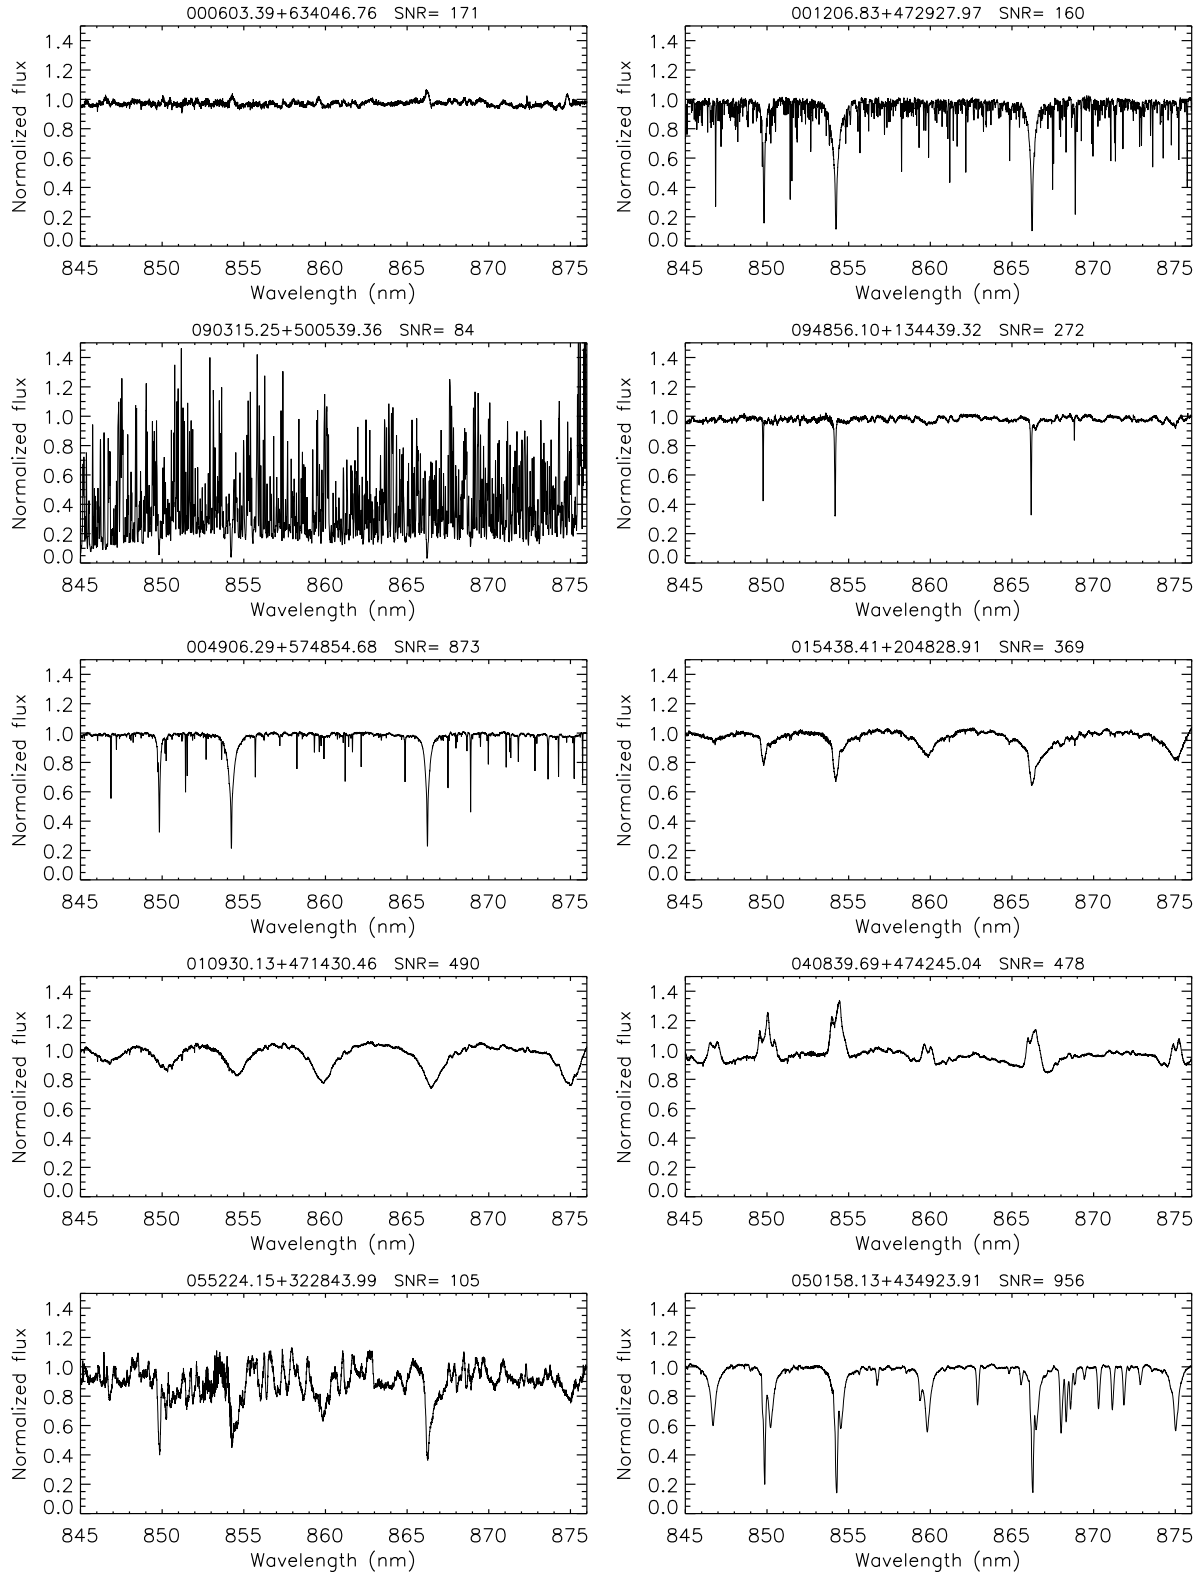 000603.39+634046.76 SNR= 171
Normalized flux
1.4
1.2
1.0
0.8
0.6
0.4
0.2
0.0
845 850 855 860 865 870 875
Wavelength (nm)
001206.83+472927.97 SNR= 160
Normalized flux
1.4
1.2
1.0
0.8
0.6
0.4
0.2
0.0
845 850 855 860 865 870 875
Wavelength (nm)
090315.25+500539.36 SNR= 84
Normalized flux
1.4
1.2
1.0
0.8
0.6
0.4
0.2
0.0
845 850 855 860 865 870 875
Wavelength (nm)
094856.10+134439.32 SNR= 272
Normalized flux
1.4
1.2
1.0
0.8
0.6
0.4
0.2
0.0
845 850 855 860 865 870 875
Wavelength (nm)
004906.29+574854.68 SNR= 873
Normalized flux
1.4
1.2
1.0
0.8
0.6
0.4
0.2
0.0
845 850 855 860 865 870 875
Wavelength (nm)
015438.41+204828.91 SNR= 369
Normalized flux
1.4
1.2
1.0
0.8
0.6
0.4
0.2
0.0
845 850 855 860 865 870 875
Wavelength (nm)
010930.13+471430.46 SNR= 490
Normalized flux
1.4
1.2
1.0
0.8
0.6
0.4
0.2
0.0
845 850 855 860 865 870 875
Wavelength (nm)
040839.69+474245.04 SNR= 478
Normalized flux
1.4
1.2
1.0
0.8
0.6
0.4
0.2
0.0
845 850 855 860 865 870 875
Wavelength (nm)
055224.15+322843.99 SNR= 105
Normalized flux
1.4
1.2
1.0
0.8
0.6
0.4
0.2
0.0
845 850 855 860 865 870 875
Wavelength (nm)
050158.13+434923.91 SNR= 956
Normalized flux
1.4
1.2
1.0
0.8
0.6
0.4
0.2
0.0
845 850 855 860 865 870 875
Wavelength (nm)